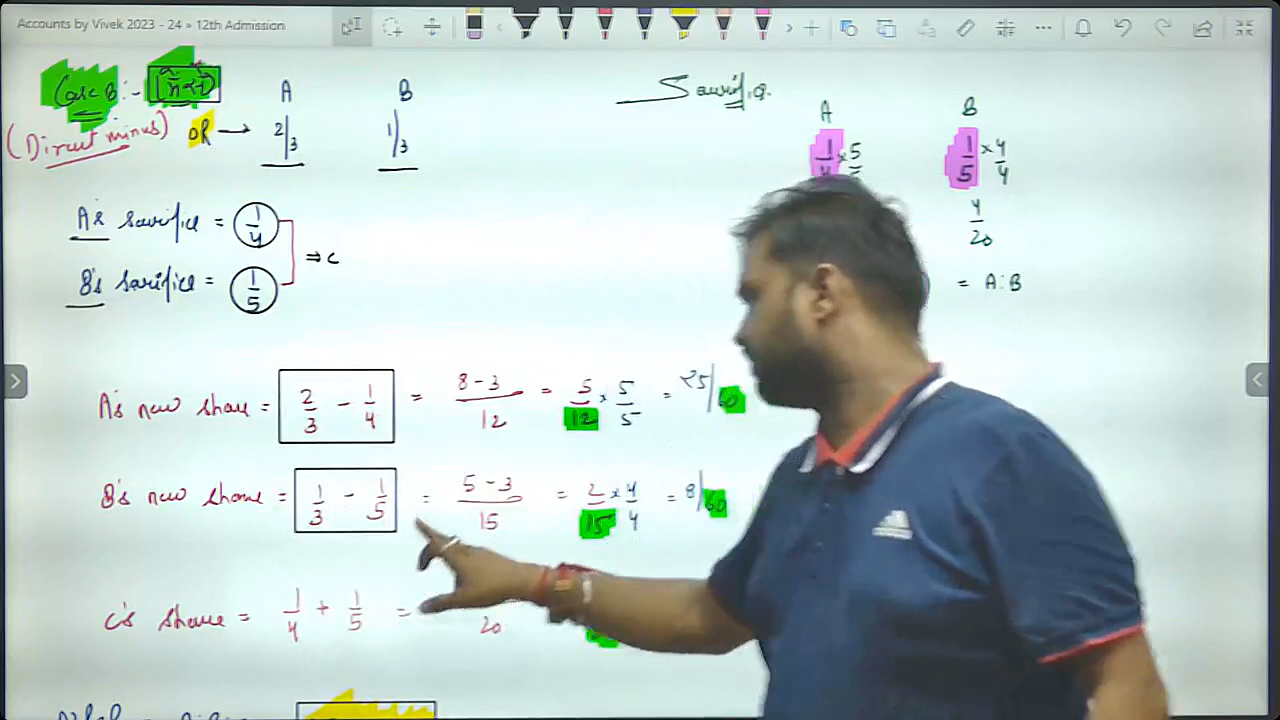 Accounts by Vivek 2023 - 24 » 12th Admission
Case B :-
A B
Sacrifice
(Direct minus) OR → 2/3 1/3
A B
1/4 × 5 1/5 × 4/4
4/20
A's sacrifice = 1/4
⇒ C
B's sacrifice = 1/5
= A : B
A's new share = 2/3 - 1/4 = 8 - 3/12 = 5/12 × 5/5 = 25/60
B's new share = 1/3 - 1/5 = 5 - 3/15 = 2/15 × 4/4 = 8/60
C's share = 1/4 + 1/5 = 20